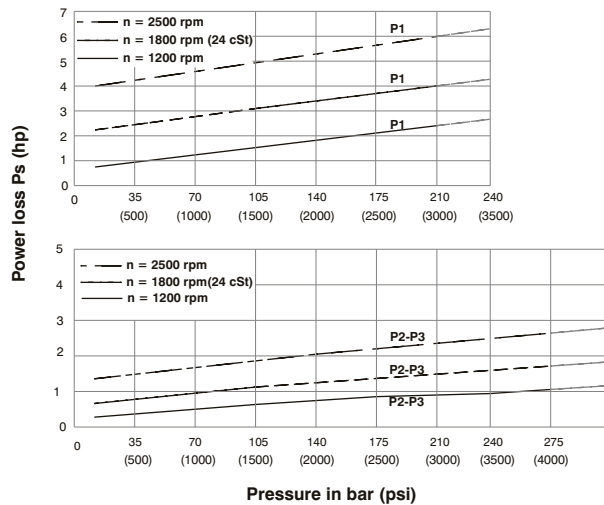 Power loss Ps (hp)
7
6
5
4
3
2
1
0
n = 2500 rpm
n = 1800 rpm (24 cSt)
n = 1200 rpm
P1
P1
P1
0 35 70 105 140 175 210 240
(500) (1000) (1500) (2000) (2500) (3000) (3500)
5
4
3
2
1
0
n = 2500 rpm
n = 1800 rpm(24 cSt)
n = 1200 rpm
P2-P3
P2-P3
P2-P3
0 35 70 105 140 175 210 240 275
(500) (1000) (1500) (2000) (2500) (3000) (3500) (4000)
Pressure in bar (psi)